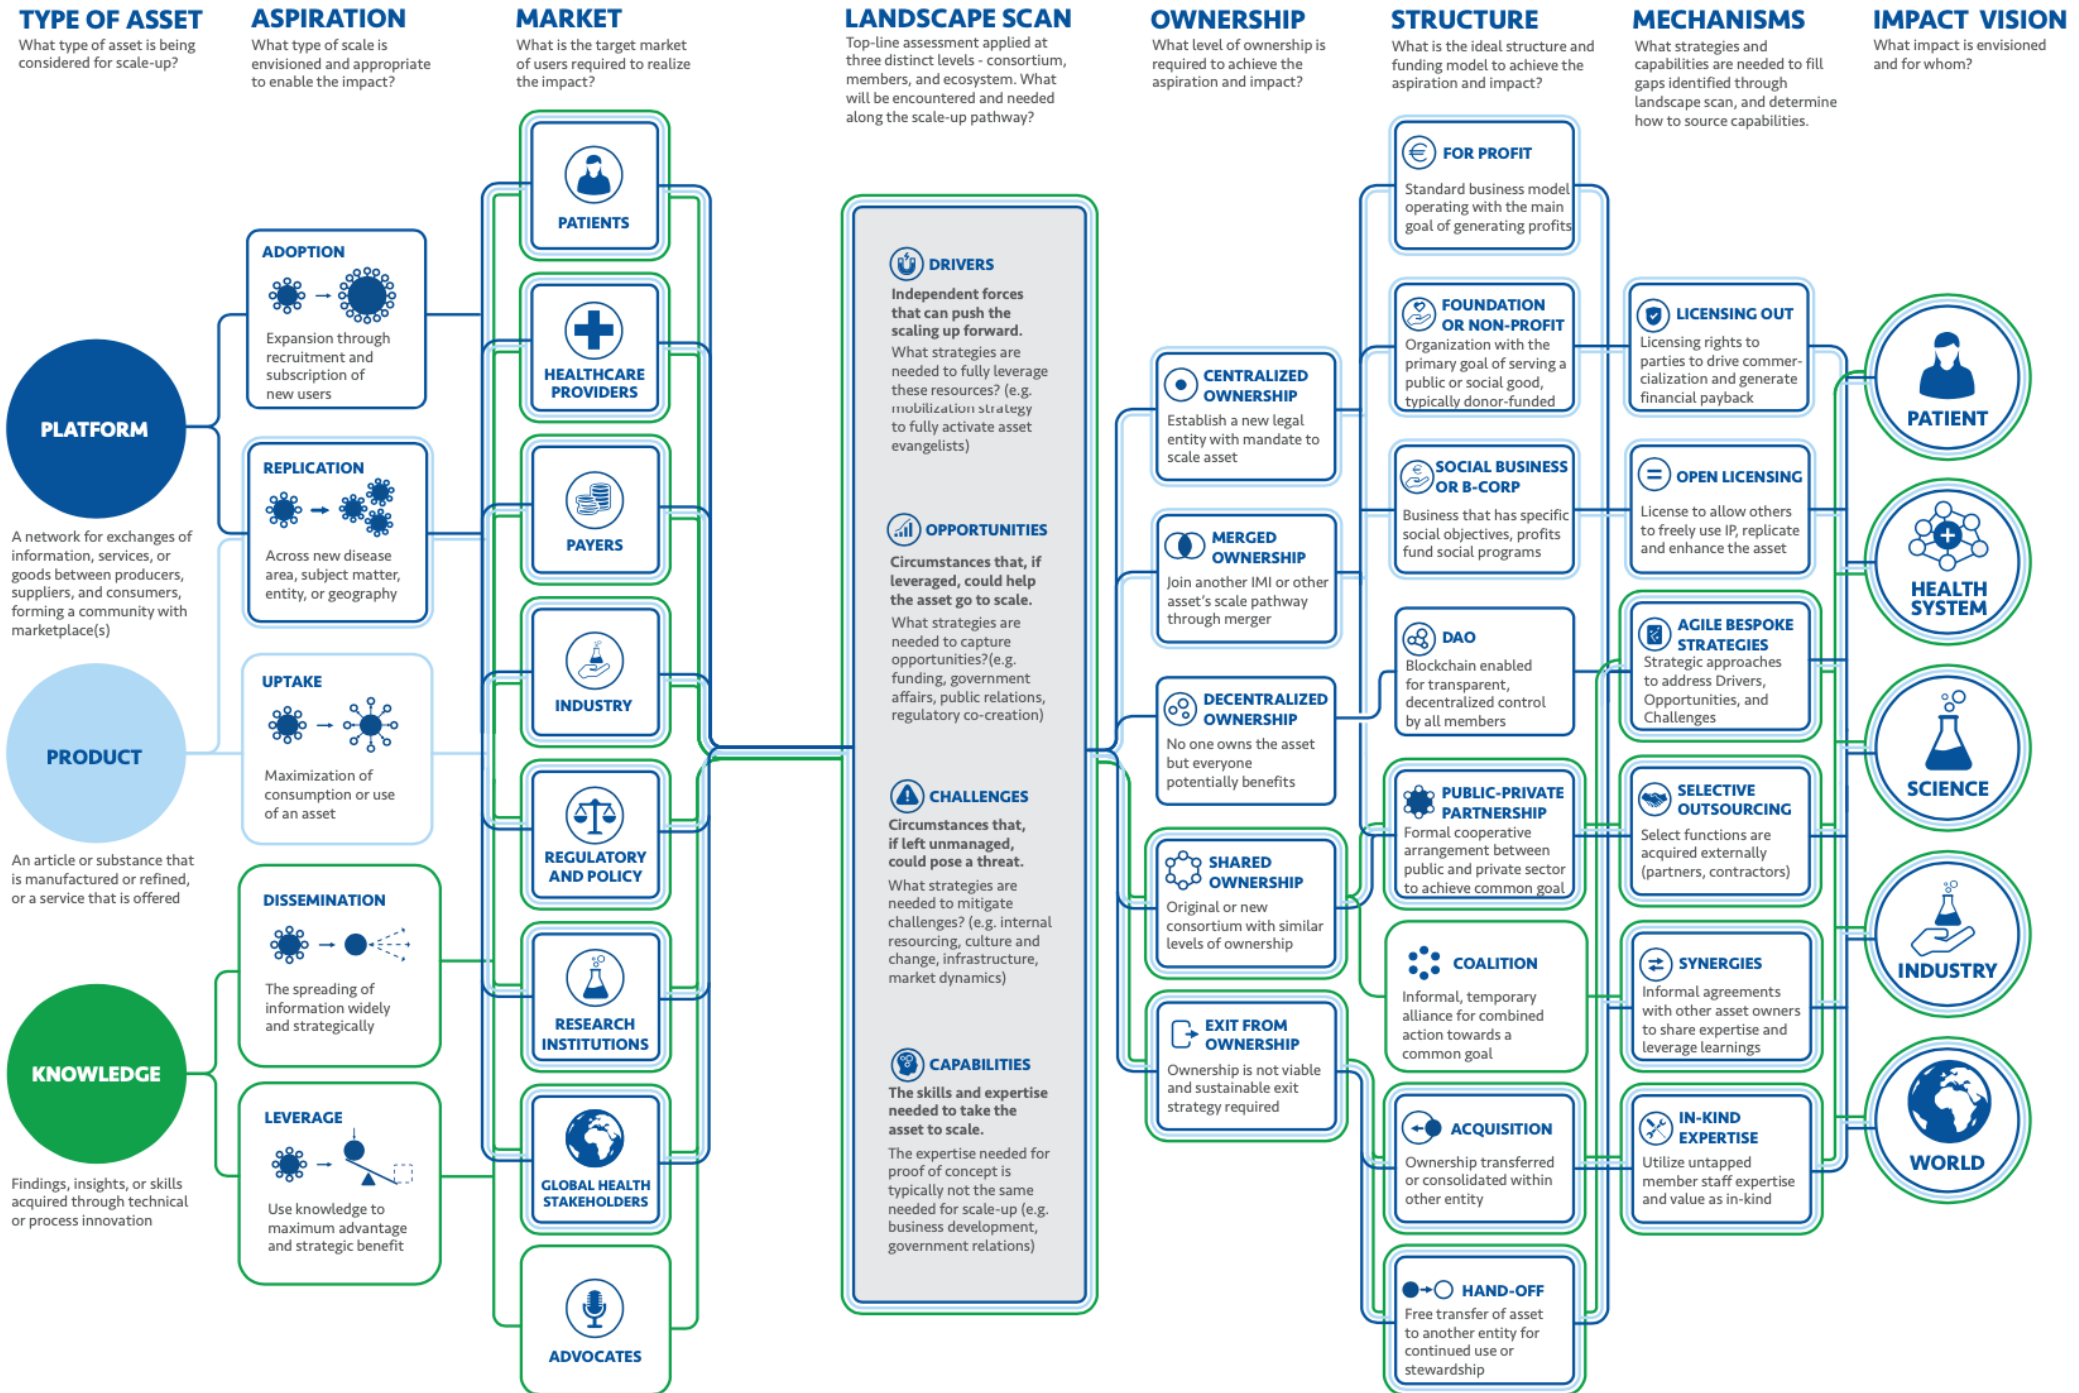 TYPE OF ASSET
What type of asset is being
considered for scale-up?
PLATFORM
A network for exchanges of
information, services, or
goods between producers,
suppliers, and consumers,
forming a community with
marketplace(s)
PRODUCT
An article or substance that
is manufactured or refined,
or a service that is offered
KNOWLEDGE
Findings, insights, or skills
acquired through technical
or process innovation
ASPIRATION
What type of scale is
envisioned and appropriate
to enable the impact?
ADOPTION
Expansion through
recruitment and
subscription of
new users
REPLICATION
Across new disease
area, subject matter,
entity, or geography
UPTAKE
Maximization of
consumption or use
of an asset
DISSEMINATION
The spreading of
information widely
and strategically
LEVERAGE
Use knowledge to
maximum advantage
and strategic benefit
MARKET
What is the target market
of users required to realize
the impact?
PATIENTS
HEALTHCARE
PROVIDERS
PAYERS
INDUSTRY
REGULATORY
AND POLICY
RESEARCH
INSTITUTIONS
GLOBAL HEALTH
STAKEHOLDERS
ADVOCATES
LANDSCAPE SCAN
Top-line assessment applied at
three distinct levels - consortium,
members, and ecosystem. What
will be encountered and needed
along the scale-up pathway?
DRIVERS
Independent forces
that can push the
scaling up forward.
What strategies are
needed to fully leverage
these resources? (e.g.
mobilization strategy
to fully activate asset
evangelists)
OPPORTUNITIES
Circumstances that, if
leveraged, could help
the asset go to scale.
What strategies are
needed to capture
opportunities?(e.g.
funding, government
affairs, public relations,
regulatory co-creation)
CHALLENGES
Circumstances that,
if left unmanaged,
could pose a threat.
What strategies are
needed to mitigate
challenges? (e.g. internal
resourcing, culture and
change, infrastructure,
market dynamics)
CAPABILITIES
The skills and expertise
needed to take the
asset to scale.
The expertise needed for
proof of concept is
typically not the same
needed for scale-up (e.g.
business development,
government relations)
OWNERSHIP
What level of ownership is
required to achieve the
aspiration and impact?
CENTRALIZED
OWNERSHIP
Establish a new legal
entity with mandate to
scale asset
MERGED
OWNERSHIP
Join another IMI or other
asset's scale pathway
through merger
DECENTRALIZED
OWNERSHIP
No one owns the asset
but everyone
potentially benefits
SHARED
OWNERSHIP
Original or new
consortium with similar
levels of ownership
EXIT FROM
OWNERSHIP
Ownership is not viable
and sustainable exit
strategy required
STRUCTURE
What is the ideal structure and
funding model to achieve the
aspiration and impact?
FOR PROFIT
Standard business model
operating with the main
goal of generating profits
FOUNDATION
OR NON-PROFIT
Organization with the
primary goal of serving a
public or social good,
typically donor-funded
SOCIAL BUSINESS
OR B-CORP
Business that has specific
social objectives, profits
fund social programs
DAO
Blockchain enabled
for transparent,
decentralized control
by all members
PUBLIC-PRIVATE
PARTNERSHIP
Formal cooperative
arrangement between
public and private sector
to achieve common goal
COALITION
Informal, temporary
alliance for combined
action towards a
common goal
ACQUISITION
Ownership transferred
or consolidated within
other entity
HAND-OFF
Free transfer of asset
to another entity for
continued use or
stewardship
MECHANISMS
What strategies and
capabilities are needed to fill
gaps identified through
landscape scan, and determine
how to source capabilities.
LICENSING OUT
Licensing rights to
parties to drive commer-
cialization and generate
financial payback
OPEN LICENSING
License to allow others
to freely use IP, replicate
and enhance the asset
AGILE BESPOKE
STRATEGIES
Strategic approaches
to address Drivers,
Opportunities, and
Challenges
SELECTIVE
OUTSOURCING
Select functions are
acquired externally
(partners, contractors)
SYNERGIES
Informal agreements
with other asset owners
to share expertise and
leverage learnings
IN-KIND
EXPERTISE
Utilize untapped
member staff expertise
and value as in-kind
IMPACT VISION
What impact is envisioned
and for whom?
PATIENT
HEALTH
SYSTEM
SCIENCE
INDUSTRY
WORLD